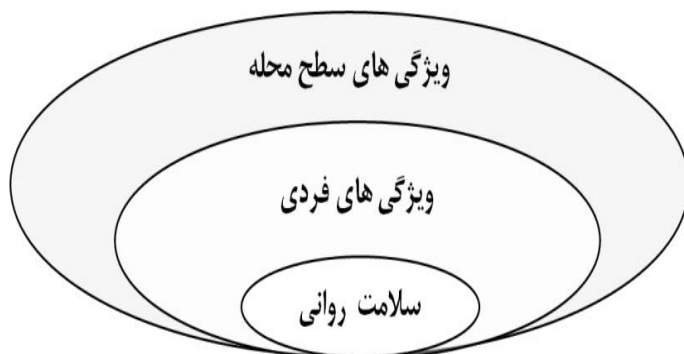 ویژگی های سطح محله
ویژگی های فردی
سلامت روانی